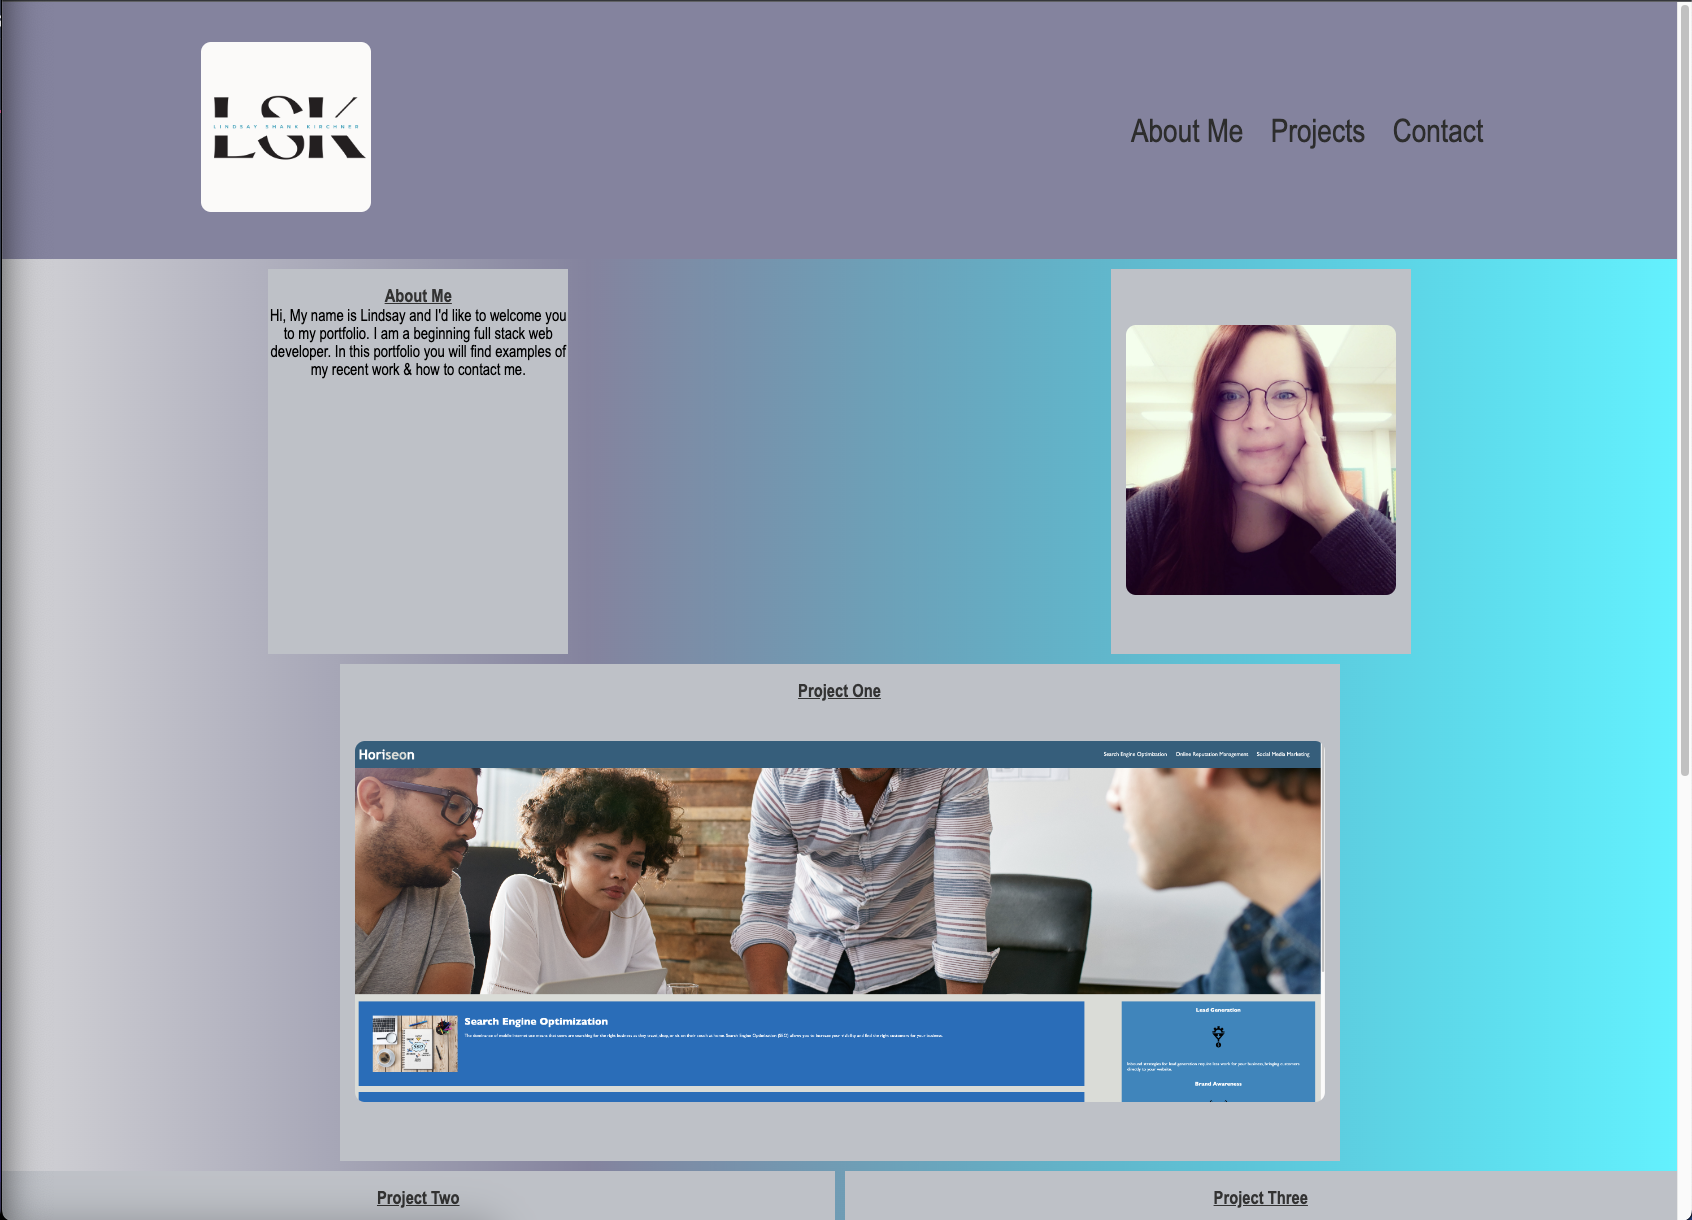 LSK
LINDSAY SHANK KIRCHNER
About Me Projects Contact
About Me
Hi, My name is Lindsay and I'd like to welcome you
to my portfolio. I am a beginning full stack web
developer. In this portfolio you will find examples of
my recent work & how to contact me.
Project One
Horiseon
Search Engine Optimization Online Reputation Management Social Media Marketing
Search Engine Optimization
Lead Generation
Brand Awareness
Project Two
Project Three